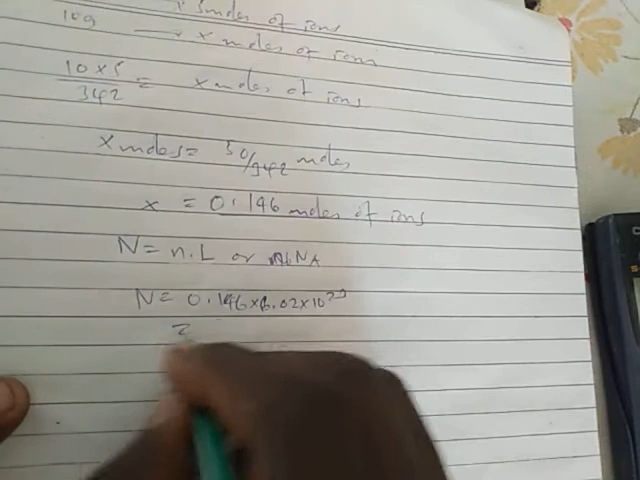 5 moles of ions
10g → x moles of ions
10 x 5 / 342 = x moles of ions
x moles = 50/342 moles
x = 0.146 moles of ions
N = n.L or NA
N = 0.146 x 6.02 x 10²³
=